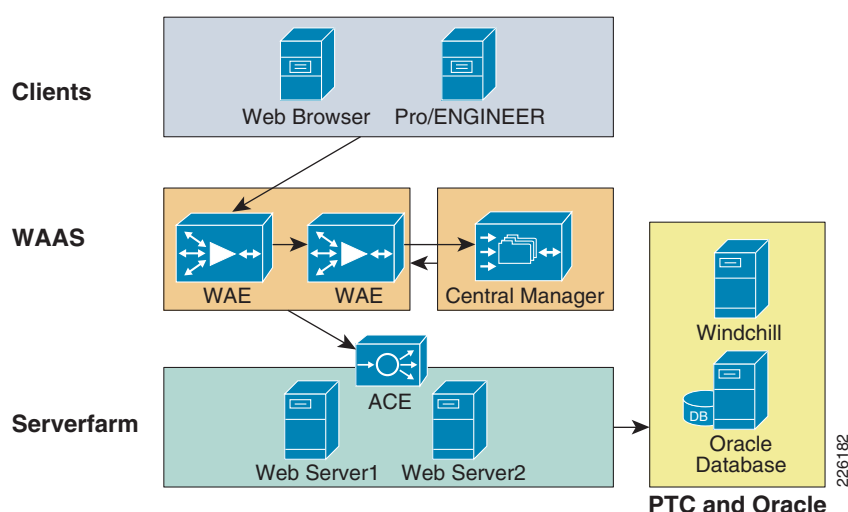 Clients
Web Browser
Pro/ENGINEER
WAAS
WAE
WAE
Central Manager
Windchill
ACE
Serverfarm
DB
Oracle
Database
Web Server1
Web Server2
226182
PTC and Oracle